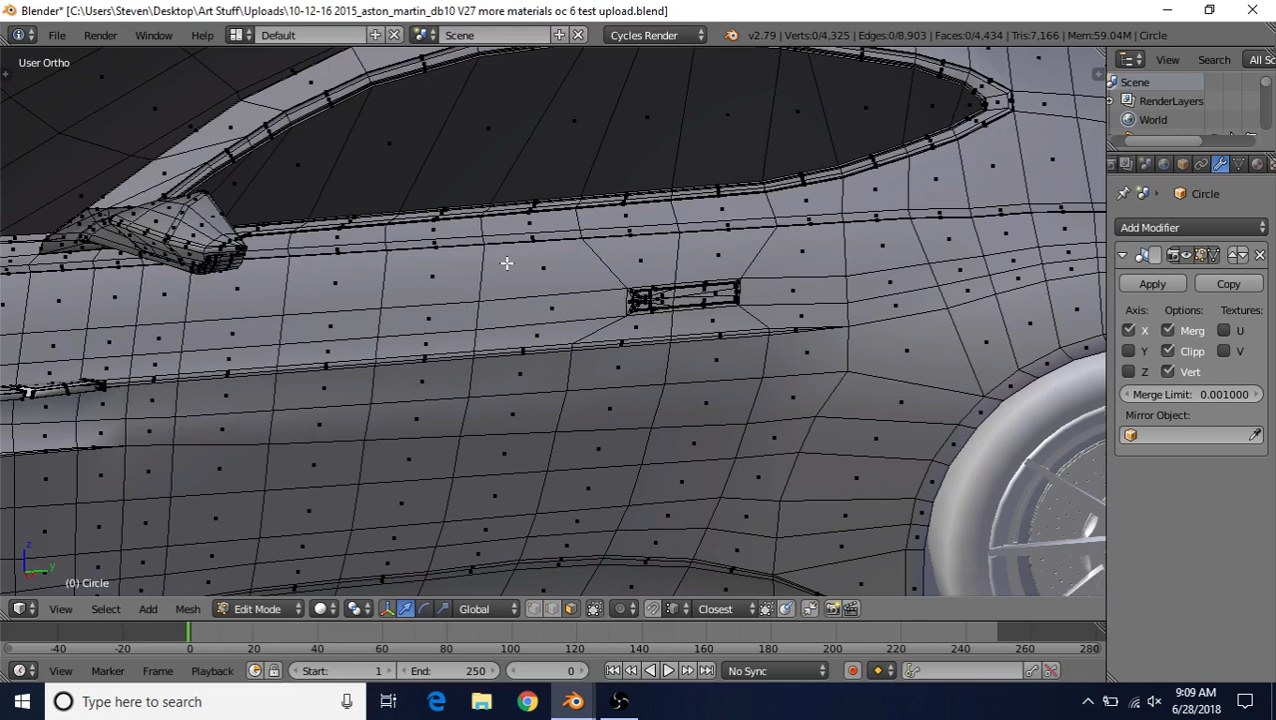 Blender* [C:\Users\Steven\Desktop\Art Stuff\Uploads\10-12-16 2015_aston_martin_db10 V27 more materials oc 6 test upload.blend]
File Render Window Help Default Scene Cycles Render v2.79 | Verts:0/4,325 | Edges:0/8,903 | Faces:0/4,434 | Tris:7,166 | Mem:59.04M | Circle
User Ortho
View Search All Sc
Scene
RenderLayers
World
Circle
Add Modifier
Apply Copy
Axis: Options: Textures:
X Merg U
Y Clipp V
Z Vert
Merge Limit: 0.001000
Mirror Object:
z
y
(0) Circle
View Select Add Mesh Edit Mode Global Closest
-40 -20 0 20 40 60 80 100 120 140 160 180 200 220 240 260 280
View Marker Frame Playback Start: 1 End: 250 0 No Sync
Type here to search
9:09 AM
6/28/2018